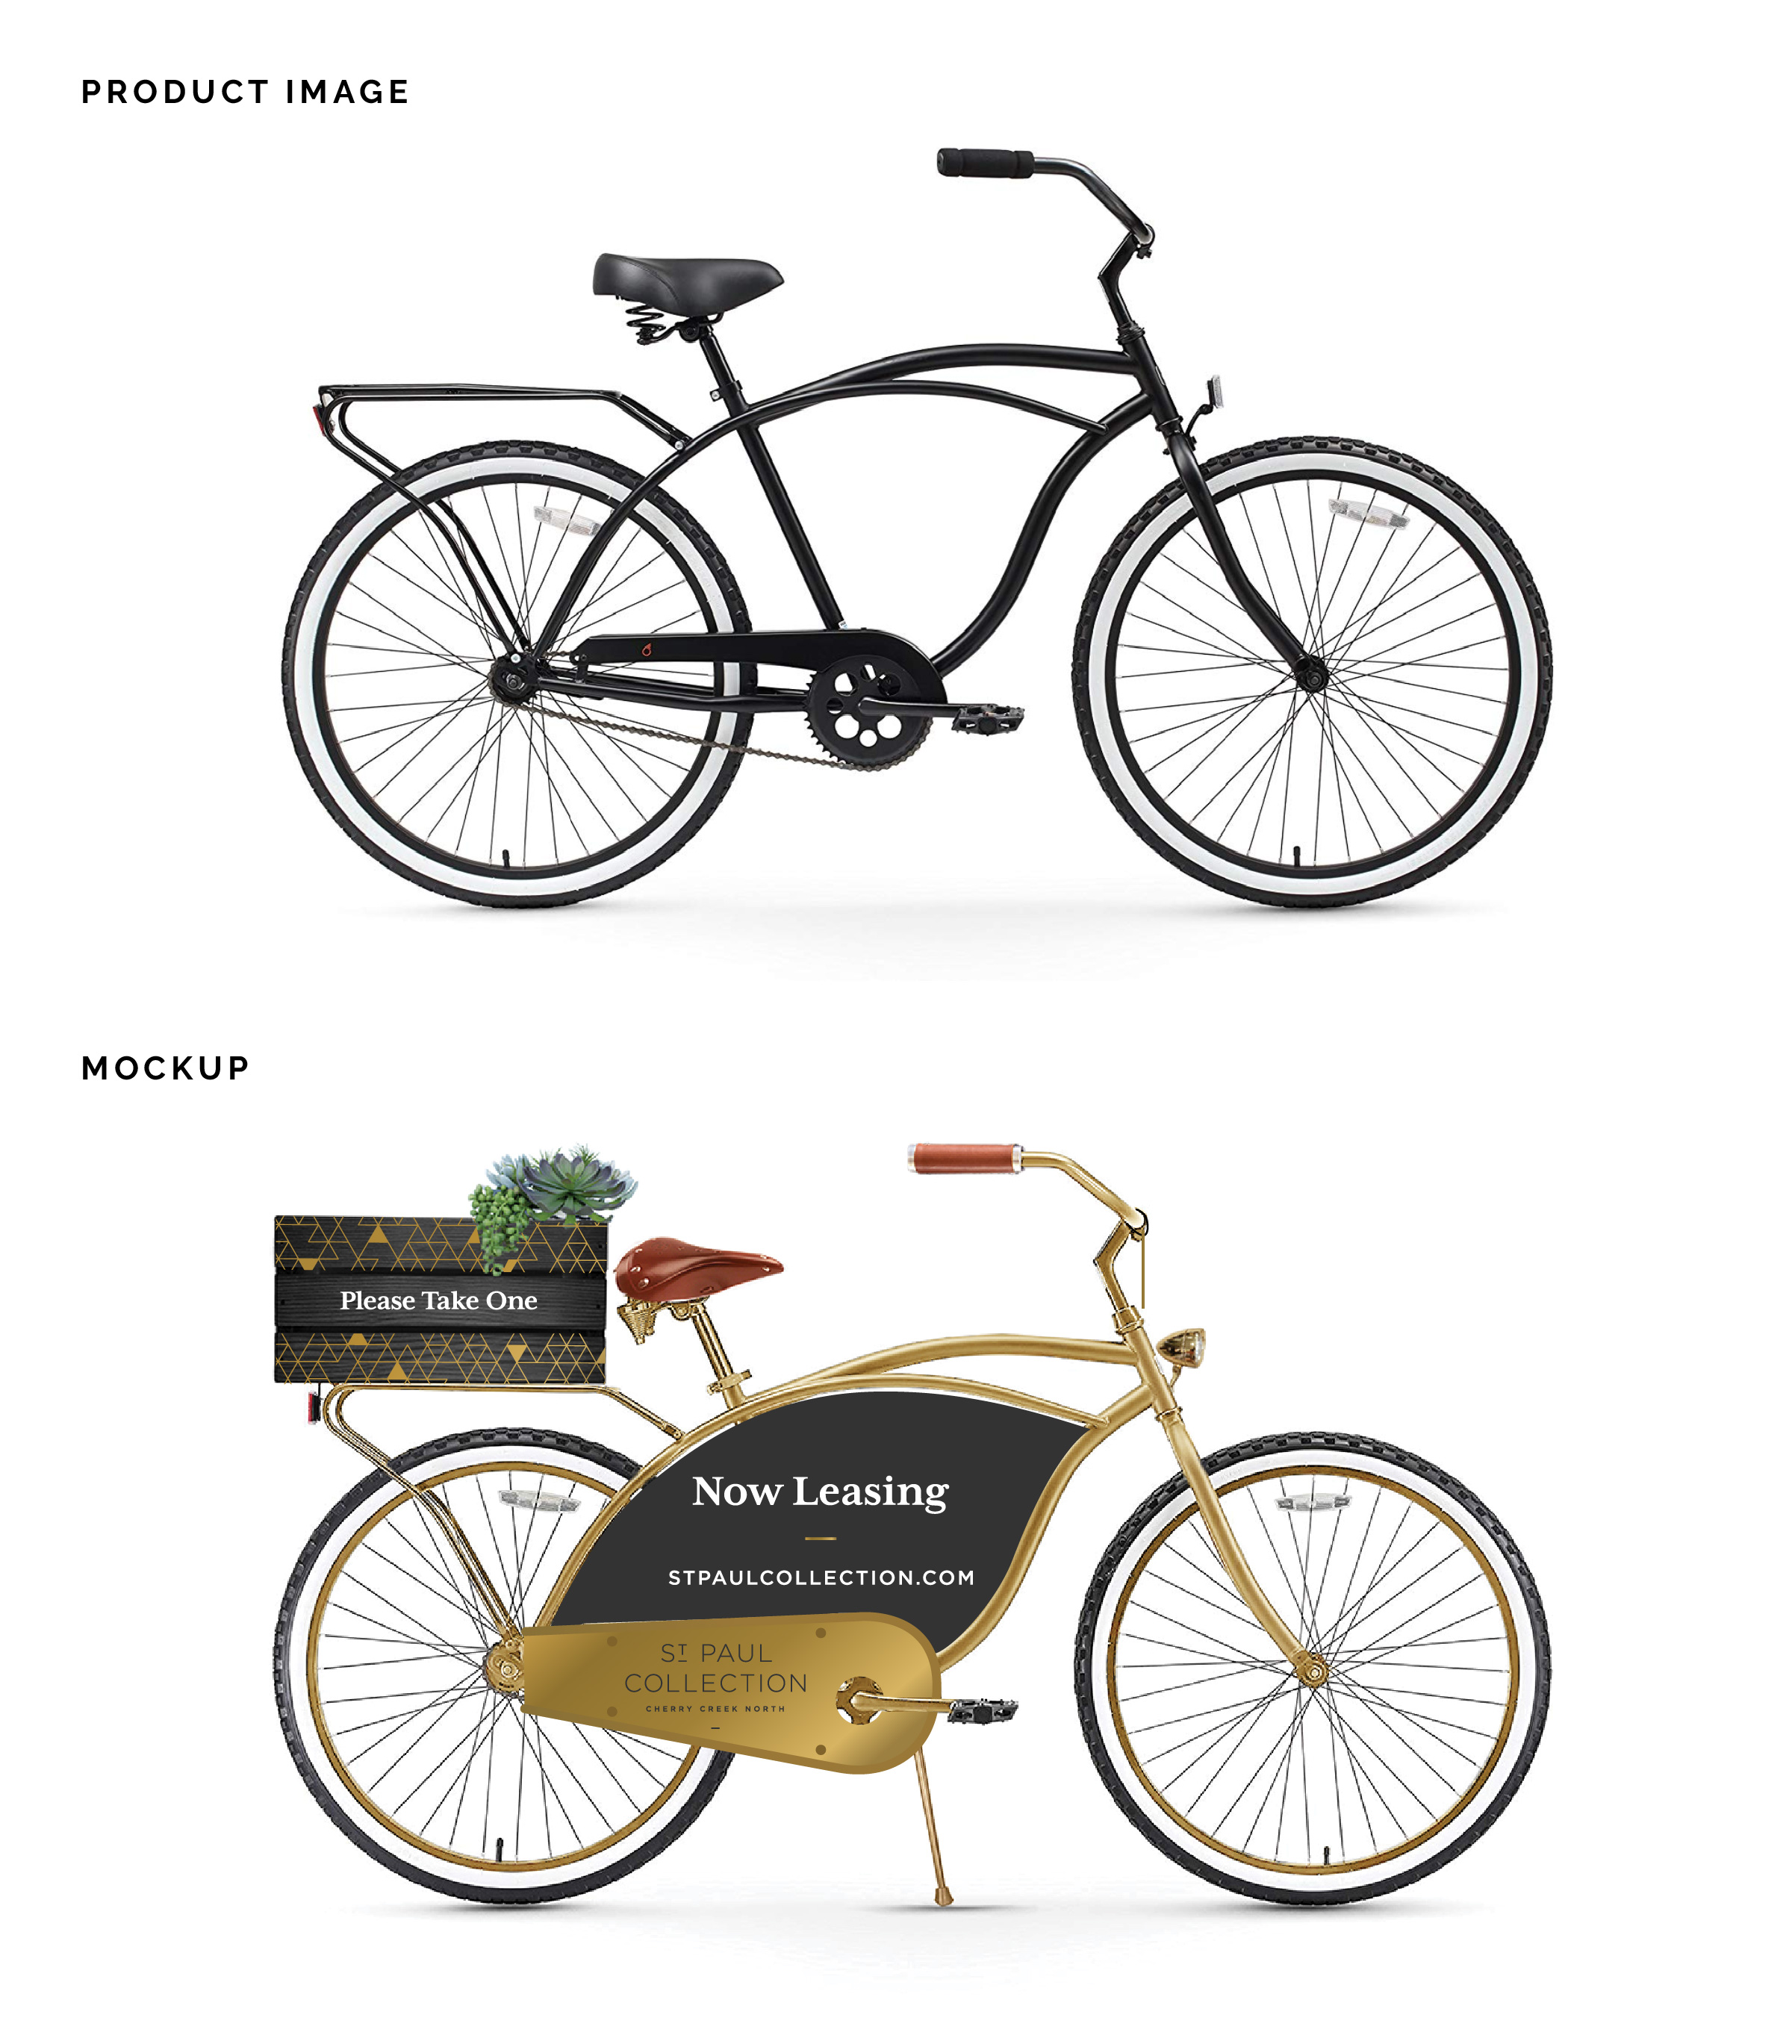 PRODUCT IMAGE
MOCKUP
Please Take One
Now Leasing
STPAULCOLLECTION.COM
ST PAUL
COLLECTION
CHERRY CREEK NORTH